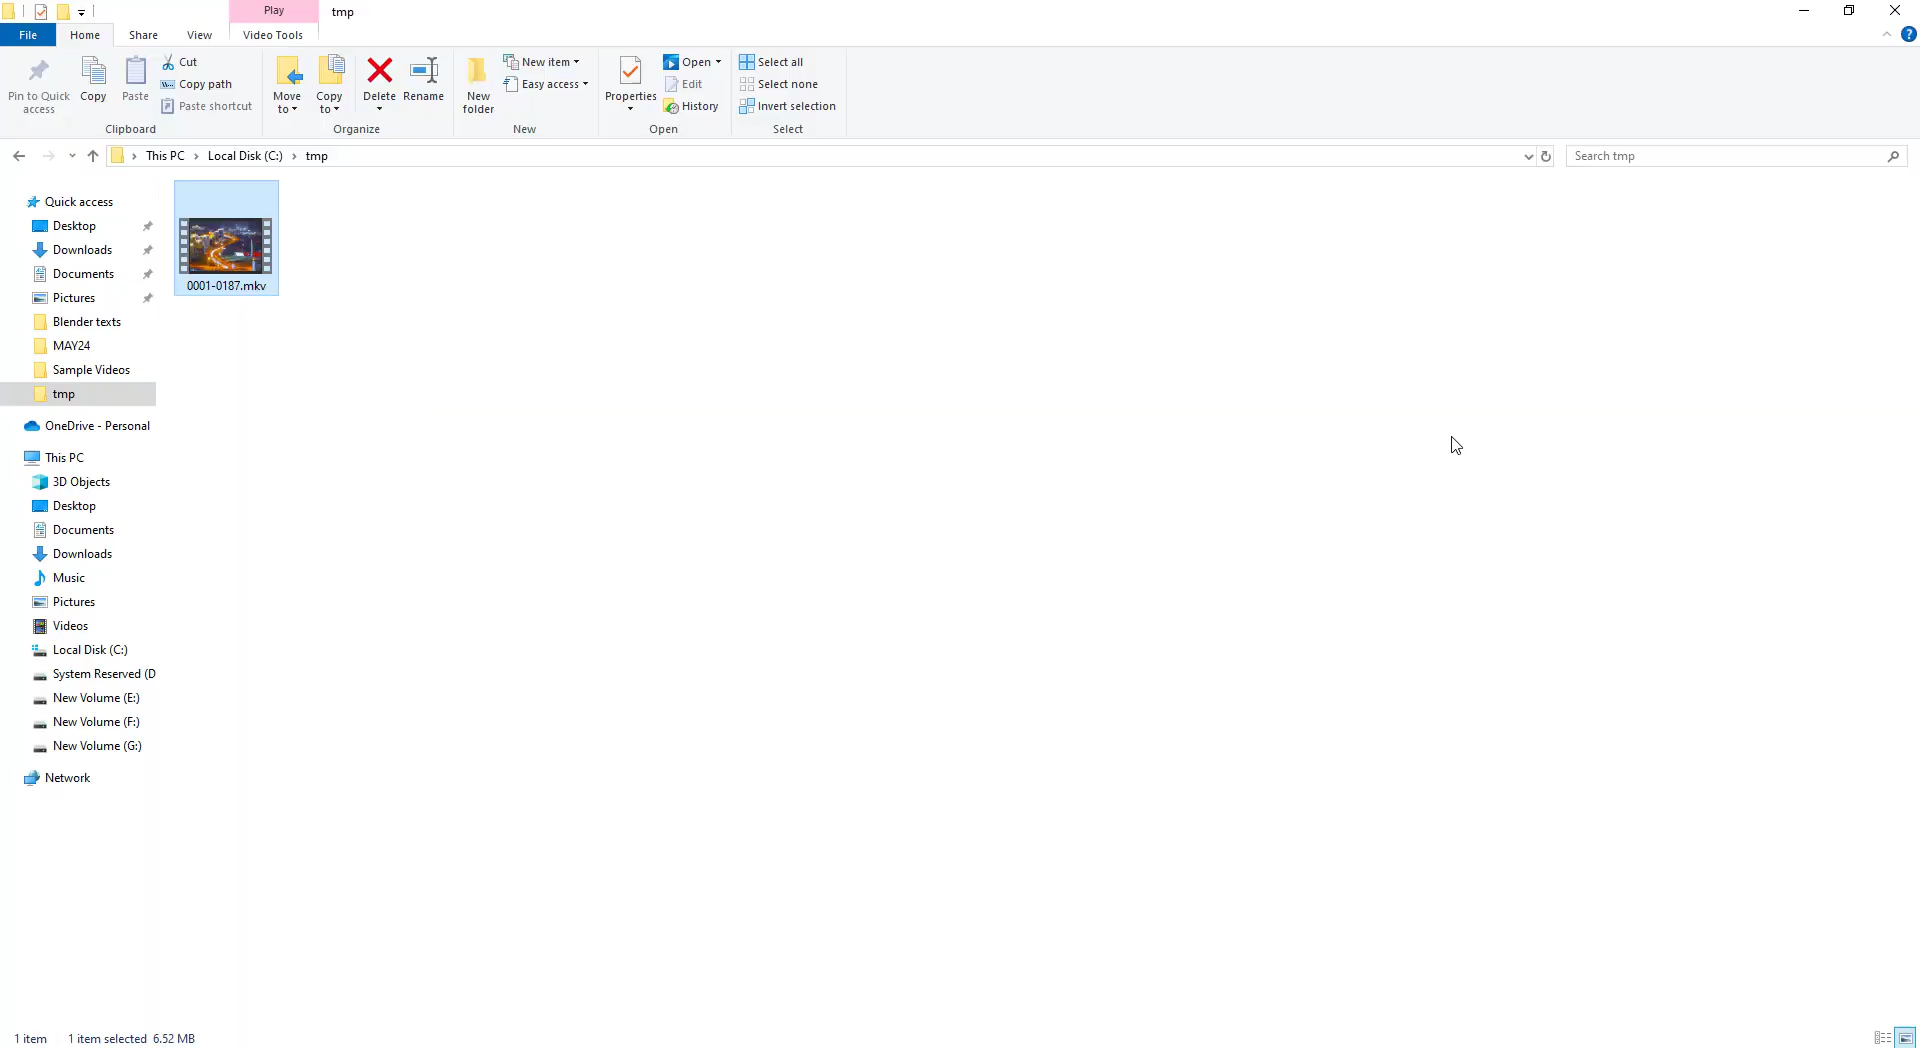 Play
tmp
File
Home
Share
View
Video Tools
Pin to Quick
access
Copy
Paste
Cut
Copy path
Paste shortcut
Clipboard
Move
to
Copy
to
Delete
Rename
Organize
New
folder
New item
Easy access
New
Properties
Open
Edit
History
Open
Select all
Select none
Invert selection
Select
This PC
Local Disk (C:)
tmp
Search tmp
Quick access
Desktop
Downloads
Documents
Pictures
Blender texts
MAY24
Sample Videos
tmp
OneDrive - Personal
This PC
3D Objects
Desktop
Documents
Downloads
Music
Pictures
Videos
Local Disk (C:)
System Reserved (D
New Volume (E:)
New Volume (F:)
New Volume (G:)
Network
0001-0187.mkv
1 item
1 item selected 6.52 MB